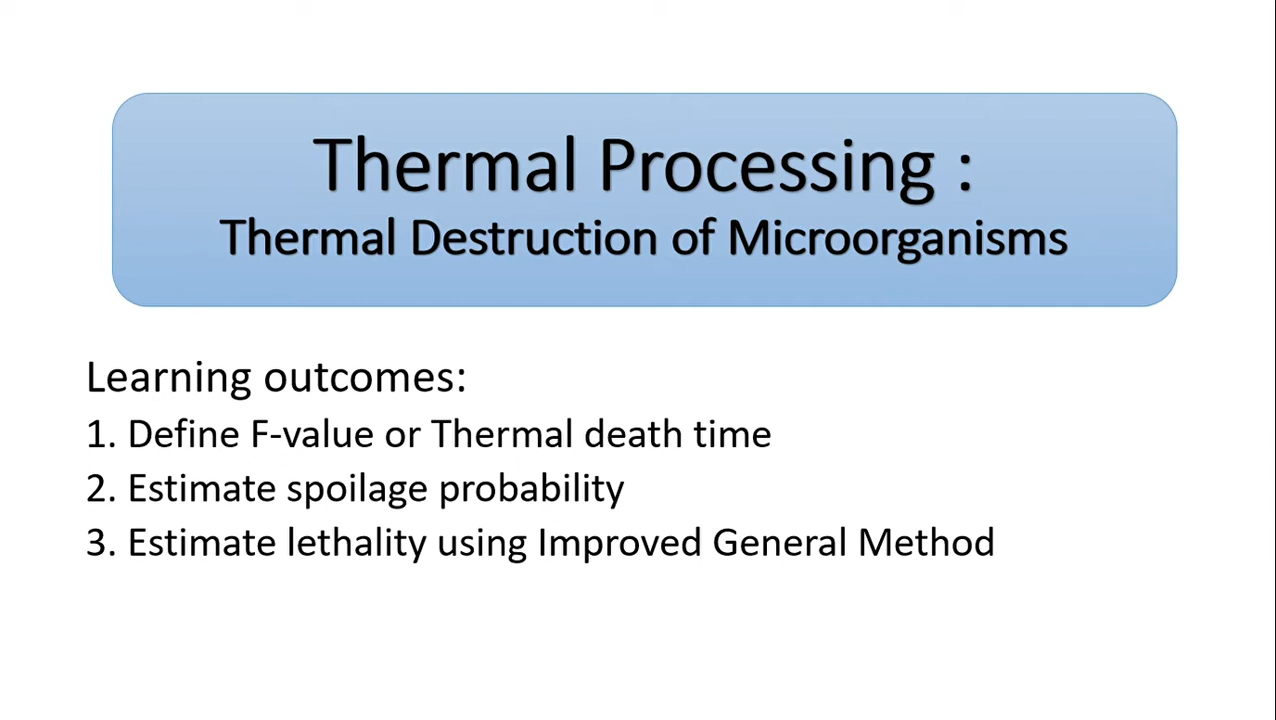 Thermal Processing :
Thermal Destruction of Microorganisms
Learning outcomes:
1. Define F-value or Thermal death time
2. Estimate spoilage probability
3. Estimate lethality using Improved General Method